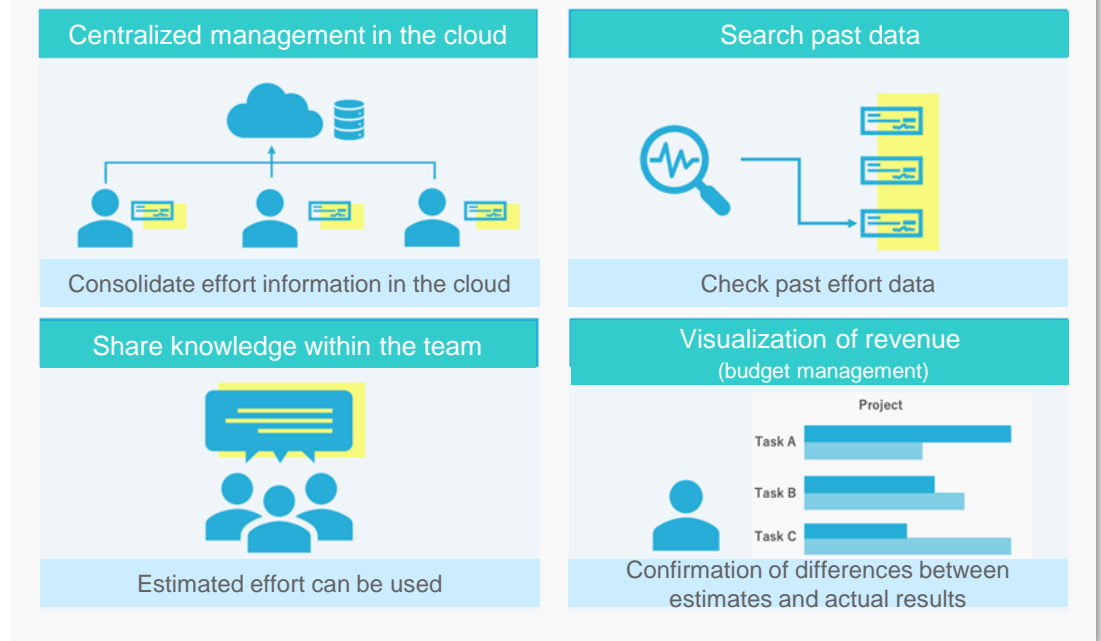 Centralized management in the cloud
Consolidate effort information in the cloud
Search past data
Check past effort data
Share knowledge within the team
Estimated effort can be used
Visualization of revenue
(budget management)
Project
Task A
Task B
Task C
Confirmation of differences between
estimates and actual results